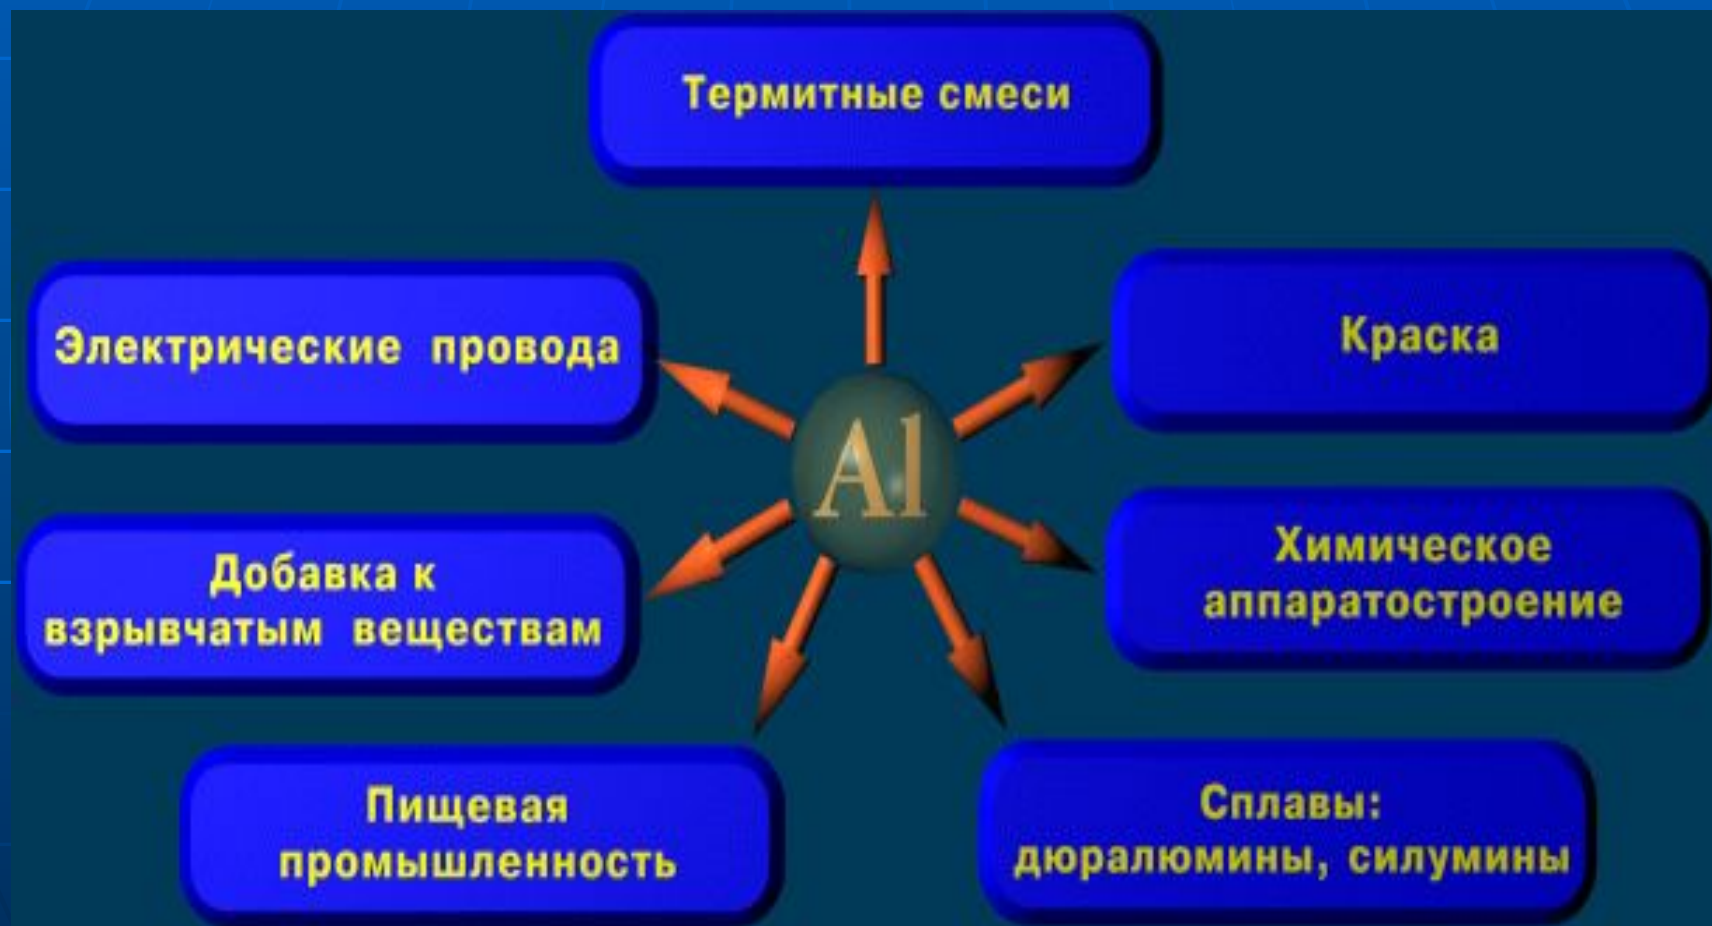 Термитные смеси
Электрические провода
Краска
Al
Добавка к
взрывчатым веществам
Химическое
аппаратостроение
Пищевая
промышленность
Сплавы:
дюралюмины, силумины